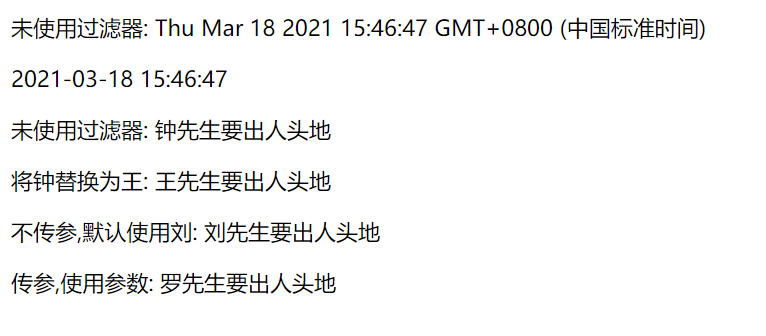 未使用过滤器: Thu Mar 18 2021 15:46:47 GMT+0800 (中国标准时间)
2021-03-18 15:46:47
未使用过滤器: 钟先生要出人头地
将钟替换为王: 王先生要出人头地
不传参,默认使用刘: 刘先生要出人头地
传参,使用参数: 罗先生要出人头地